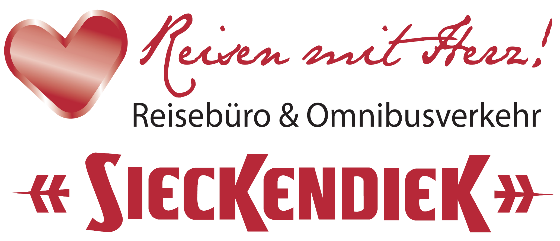 Reisen mit Herz!
Reisebüro & Omnibusverkehr
SIECKENDIEK